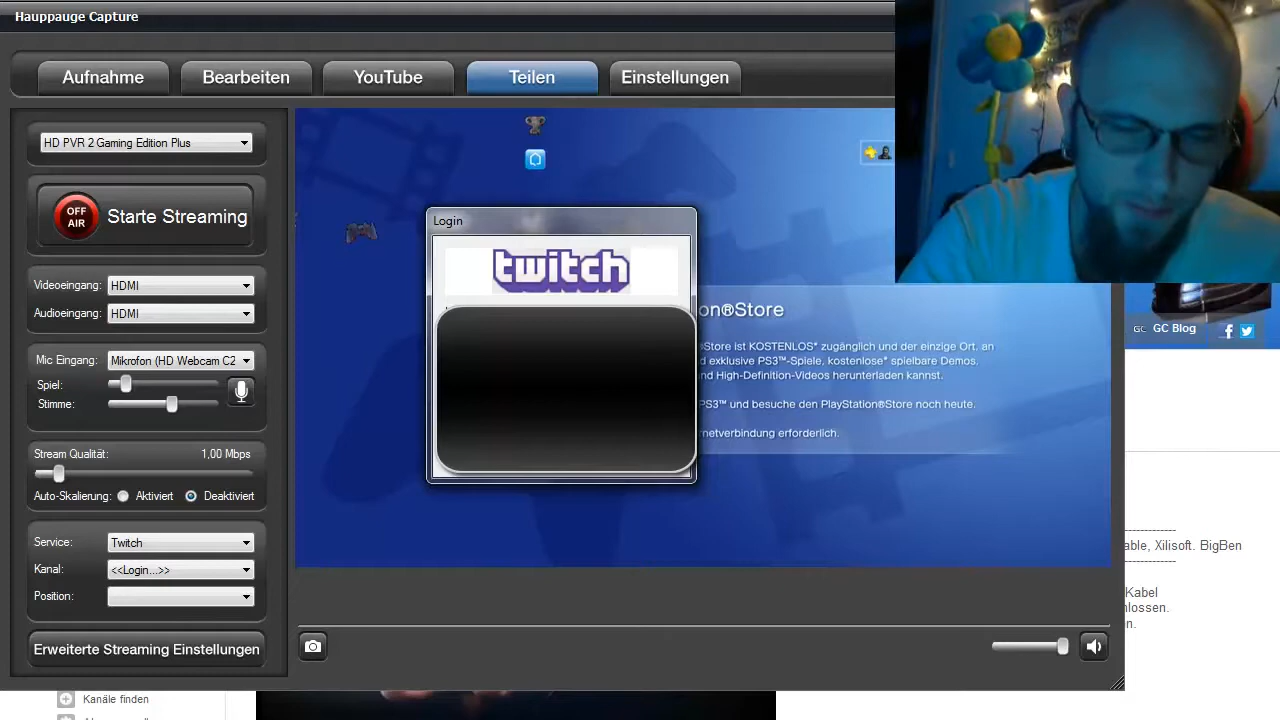 Hauppauge Capture
Aufnahme
Bearbeiten
YouTube
Teilen
Einstellungen
HD PVR 2 Gaming Edition Plus
OFF
AIR
Starte Streaming
Videoeingang: HDMI
Audioeingang: HDMI
Mic Eingang: Mikrofon (HD Webcam C2
Spiel:
Stimme:
Stream Qualität: 1,00 Mbps
Auto-Skalierung: Aktiviert Deaktiviert
Service: Twitch
Kanal: <<Login...>>
Position:
Erweiterte Streaming Einstellungen
Login
twitch
on®Store
®Store ist KOSTENLOS* zugänglich und der einzige Ort, an
d exklusive PS3™-Spiele, kostenlose* spielbare Demos,
nd High-Definition-Videos herunterladen kannst.
PS3™ und besuche den PlayStation®Store noch heute.
netverbindung erforderlich.
GC GC Blog
-------------
able, Xilisoft. BigBen
-------------
Kabel
hlossen.
n.
Kanäle finden